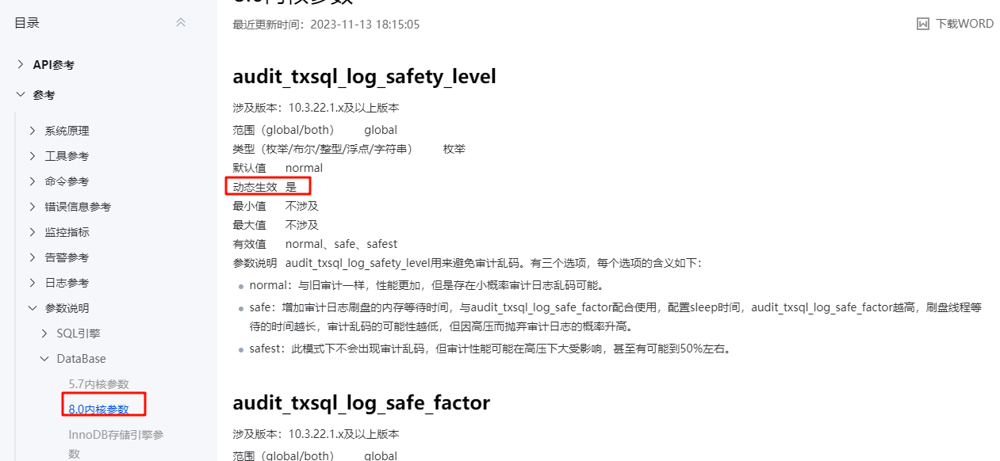 目录
API参考
参考
系统原理
工具参考
命令参考
错误信息参考
监控指标
告警参考
日志参考
参数说明
SQL引擎
DataBase
5.7内核参数
8.0内核参数
InnoDB存储引擎参
数
8.0内核参数
最近更新时间：2023-11-13 18:15:05
下载WORD
audit_txsql_log_safety_level
涉及版本：10.3.22.1.x及以上版本
范围（global/both） global
类型（枚举/布尔/整型/浮点/字符串） 枚举
默认值 normal
动态生效 是
最小值 不涉及
最大值 不涉及
有效值 normal、safe、safest
参数说明 audit_txsql_log_safety_level用来避免审计乱码。有三个选项，每个选项的含义如下：
normal：与旧审计一样，性能更加，但是存在小概率审计日志乱码可能。
safe：增加审计日志刷盘的内存等待时间，与audit_txsql_log_safe_factor配合使用，配置sleep时间，audit_txsql_log_safe_factor越高，刷盘线程等
待的时间越长，审计乱码的可能性越低，但因高压而抛弃审计日志的概率升高。
safest：此模式下不会出现审计乱码，但审计性能可能在高压下大受影响，甚至有可能到50%左右。
audit_txsql_log_safe_factor
涉及版本：10.3.22.1.x及以上版本
范围（global/both） global